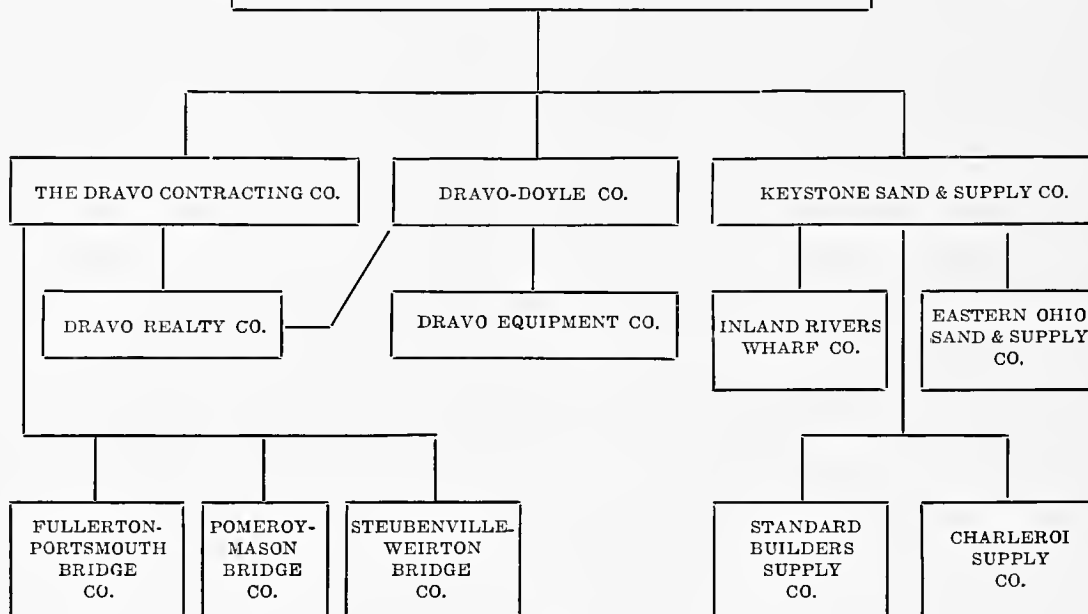 THE DRAVO CONTRACTING CO.
DRAVO-DOYLE CO.
KEYSTONE SAND & SUPPLY CO.
DRAVO REALTY CO.
DRAVO EQUIPMENT CO.
INLAND RIVERS
WHARF CO.
EASTERN OHIO
SAND & SUPPLY
CO.
FULLERTON-
PORTSMOUTH
BRIDGE
CO.
POMEROY-
MASON
BRIDGE
CO.
STEUBENVILLE-
WEIRTON
BRIDGE
CO.
STANDARD
BUILDERS
SUPPLY
CO.
CHARLEROI
SUPPLY
CO.